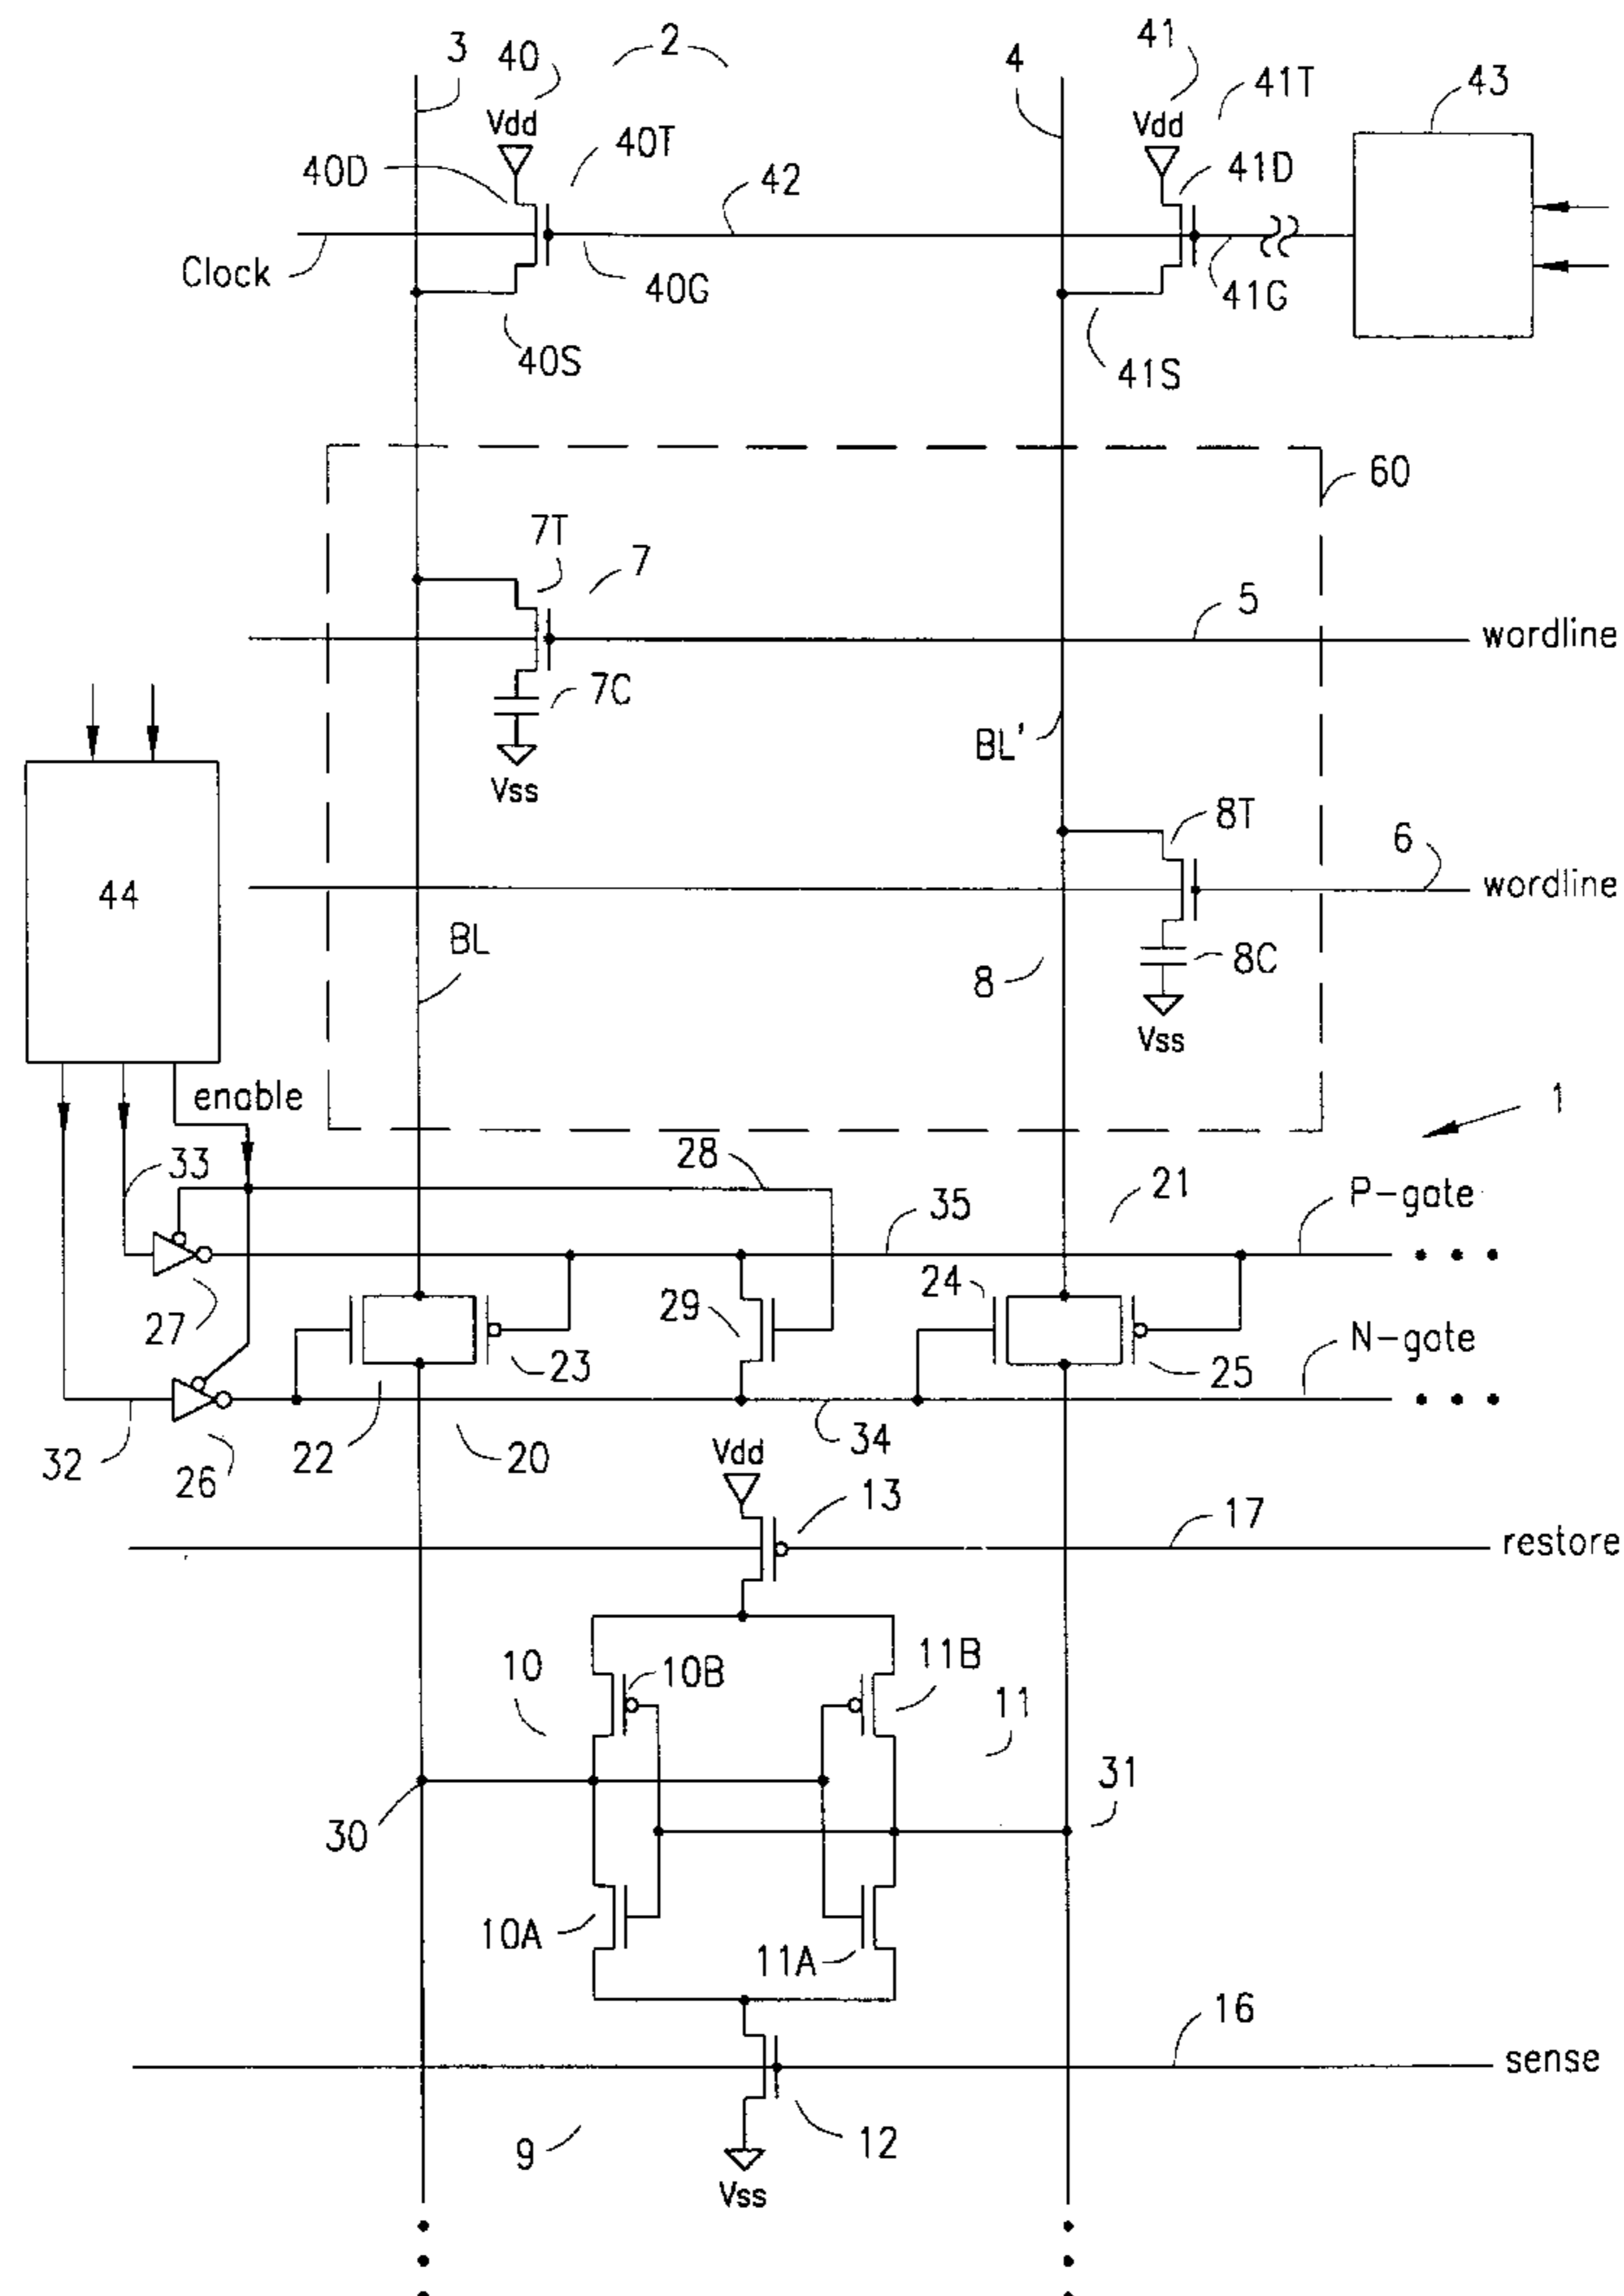 3
40
2
4
41
41T
43
Vdd
Vdd
40D
40T
42
41D
Clock
40G
41G
40S
41S
60
7T
7
5
wordline
7C
BL'
Vss
8T
6
wordline
44
BL
8
8C
Vss
enable
1
33
28
21
P-gate
35
24
29
27
23
25
N-gate
32
26
22
20
34
Vdd
13
17
restore
10
10B
11B
11
31
30
10A
11A
16
sense
9
12
Vss